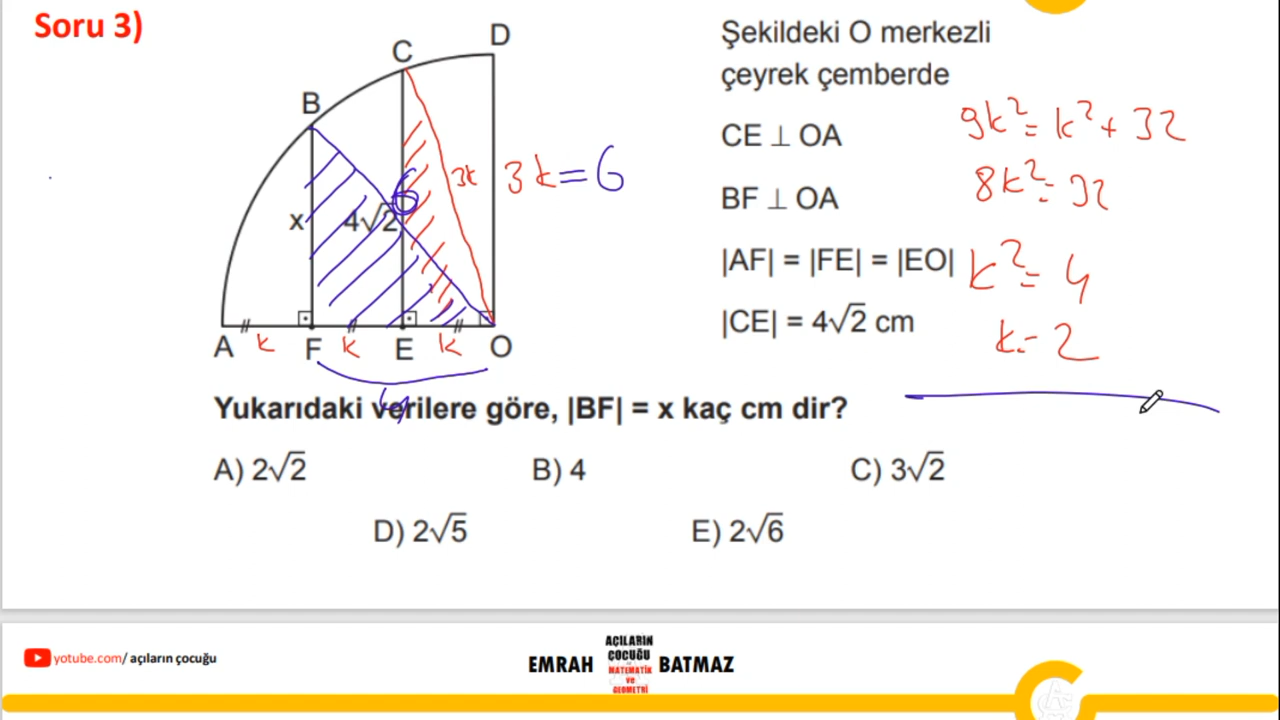 Soru 3)
D
C
B
x
4√2
6
3k
3k=6
A
F
E
O
k
k
k
4
Şekildeki O merkezli
çeyrek çemberde
CE ⊥ OA
BF ⊥ OA
|AF| = |FE| = |EO|
|CE| = 4√2 cm
9k² = k² + 32
8k² = 32
k² = 4
k = 2
Yukarıdaki verilere göre, |BF| = x kaç cm dir?
A) 2√2
B) 4
C) 3√2
D) 2√5
E) 2√6
yotube.com/ açıların çocuğu
EMRAH
AÇILARIN
ÇOCUĞU
MATEMATİK
ve
GEOMETRİ
BATMAZ